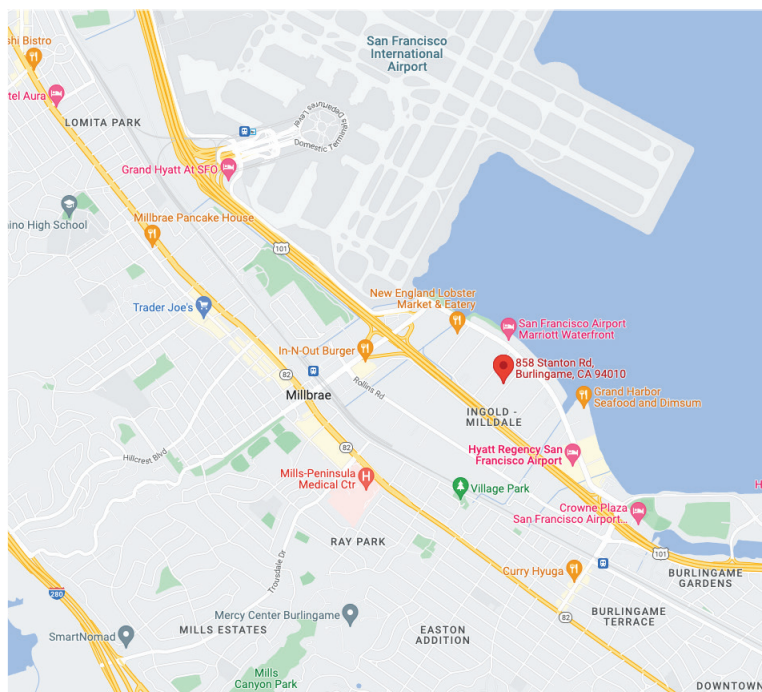 San Francisco
International
Airport
shi Bistro
tel Aura
LOMITA PARK
Departures Level
Domestic Terminals
Grand Hyatt At SFO
ino High School
Millbrae Pancake House
101
Trader Joe's
New England Lobster
Market & Eatery
San Francisco Airport
Marriott Waterfront
In-N-Out Burger
858 Stanton Rd,
Burlingame, CA 94010
82
Rollins Rd
Millbrae
Grand Harbor
Seafood and Dimsum
INGOLD -
MILLDALE
82
Hillcrest Blvd
Hyatt Regency San
Francisco Airport
Mills-Peninsula
Medical Ctr
H
Village Park
H
Crowne Plaza
San Francisco Airport...
RAY PARK
101
Trousdale Dr
Curry Hyuga
BURLINGAME
GARDENS
280
82
BURLINGAME
TERRACE
Mercy Center Burlingame
MILLS ESTATES
SmartNomad
EASTON
ADDITION
Mills
Canyon Park
DOWNTOWN